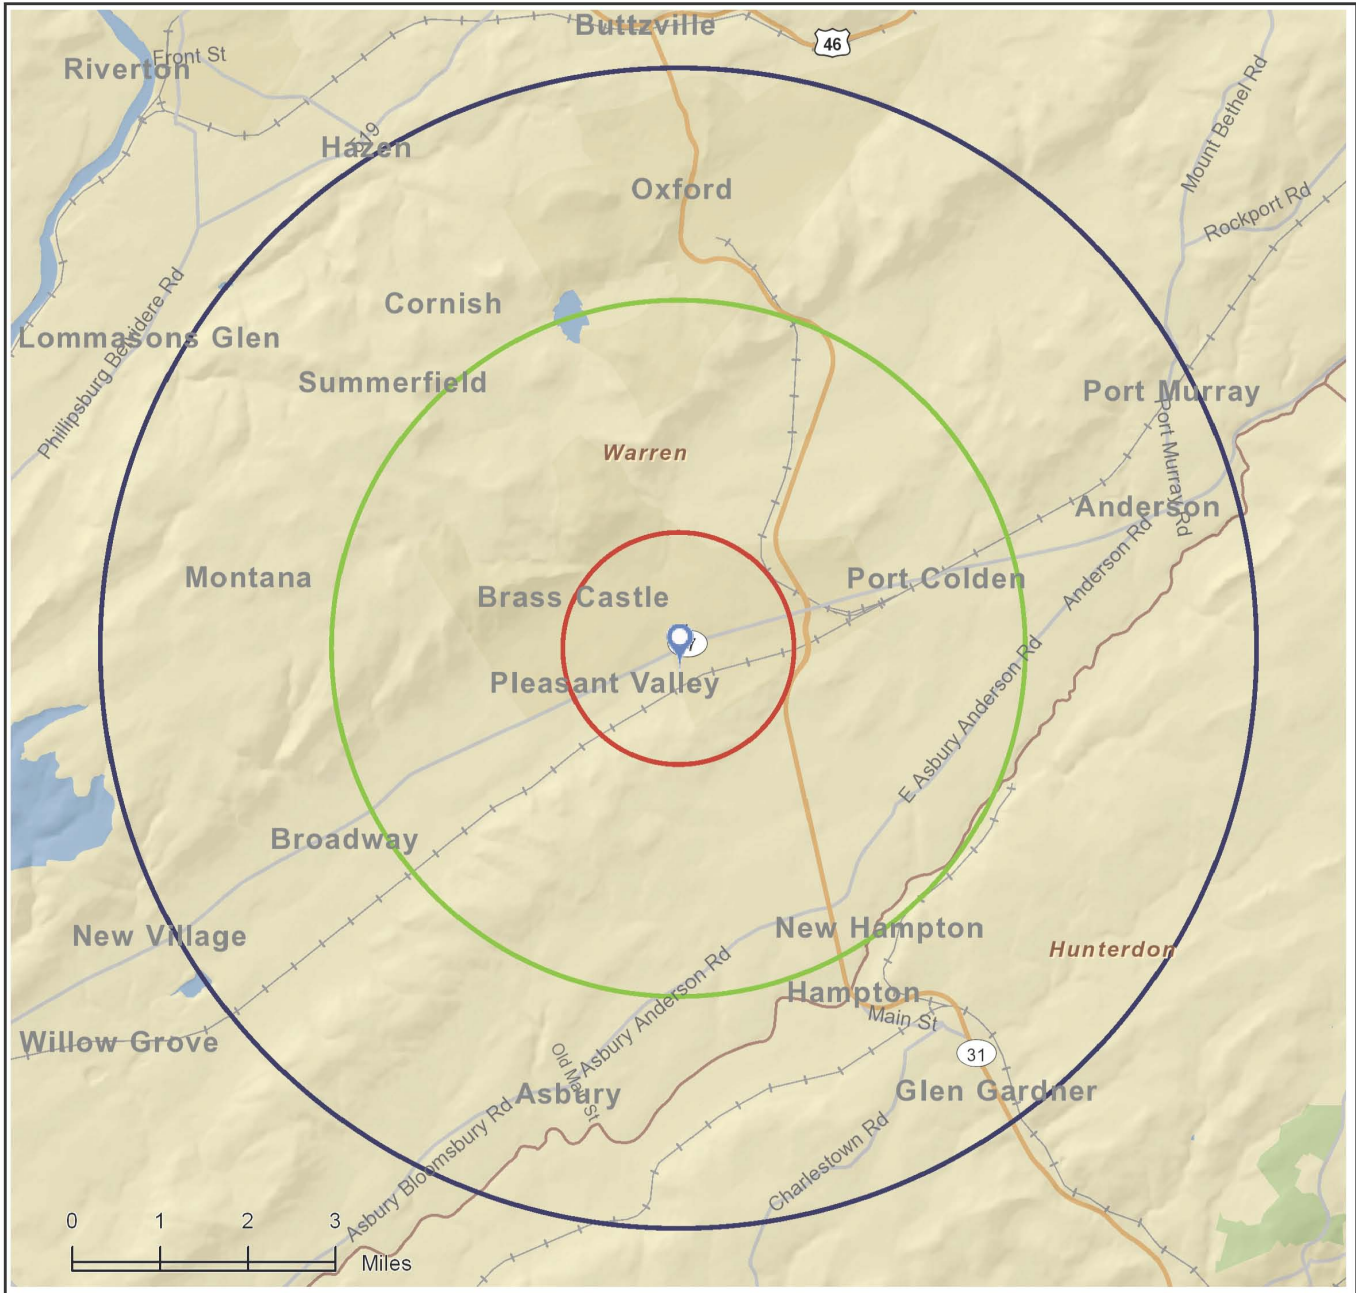 Buttzville
46
Front St
Riverton
Mount Bethel Rd
519
Hazen
Oxford
Rockport Rd
Cornish
Phillipsburg Belvidere Rd
Lommasons Glen
Summerfield
Port Murray
Warren
Port Murray Rd
Anderson
Anderson Rd
Montana
Port Colden
Brass Castle
Pleasant Valley
E Asbury Anderson Rd
Broadway
New Hampton
New Village
Hunterdon
Asbury Anderson Rd
Hampton
Main St
Willow Grove
31
Old Main St
Asbury
Glen Gardner
Asbury Bloomsbury Rd
Charlestown Rd
0 1 2 3
Miles